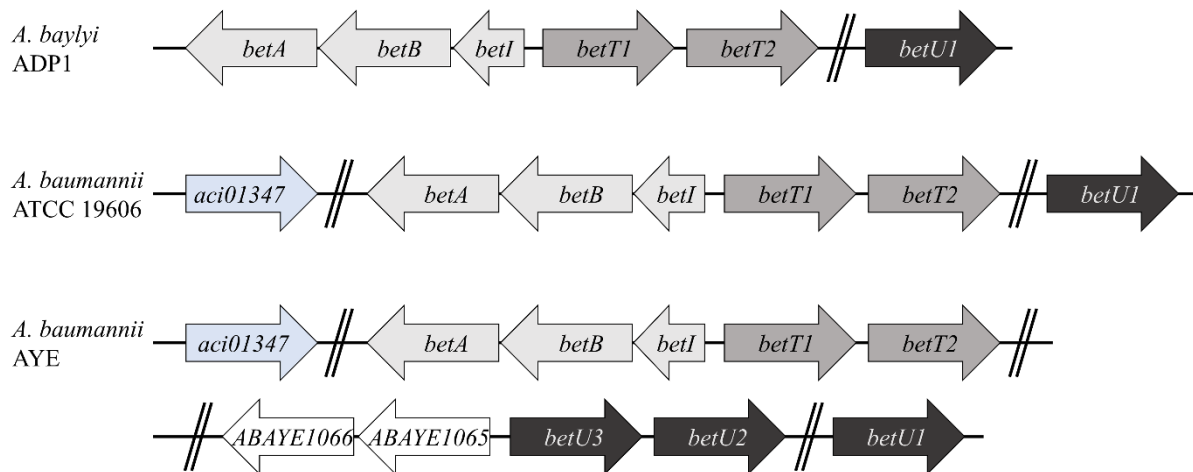 A. baylyi
ADP1
betA betB betI betT1 betT2 betU1
A. baumannii
ATCC 19606
aci01347 betA betB betI betT1 betT2 betU1
A. baumannii
AYE
aci01347 betA betB betI betT1 betT2
ABAYE1066 ABAYE1065 betU3 betU2 betU1